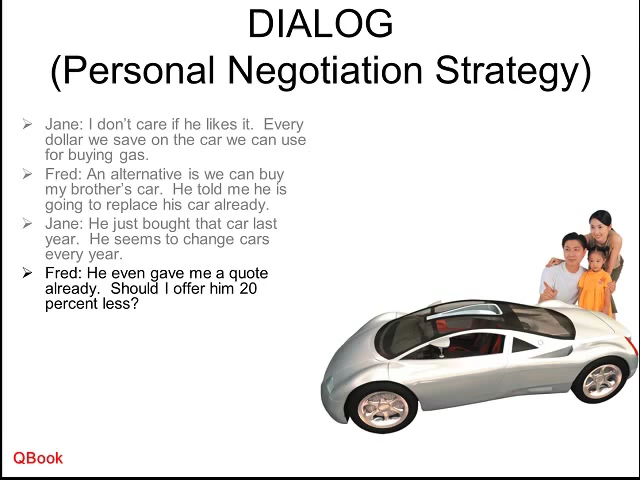 DIALOG
(Personal Negotiation Strategy)
Jane: I don't care if he likes it.  Every
dollar we save on the car we can use
for buying gas.
Fred: An alternative is we can buy
my brother's car.  He told me he is
going to replace his car already.
Jane: He just bought that car last
year.  He seems to change cars
every year.
Fred: He even gave me a quote
already.  Should I offer him 20
percent less?
QBook